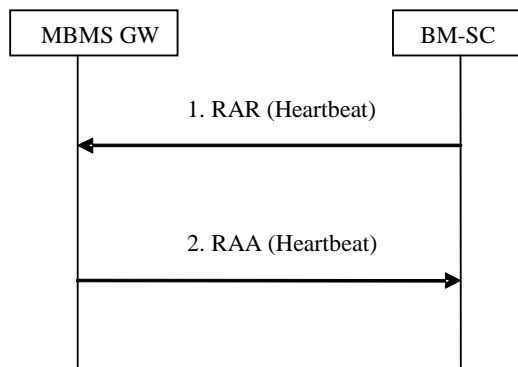 MBMS GW
BM-SC
1. RAR (Heartbeat)
2. RAA (Heartbeat)